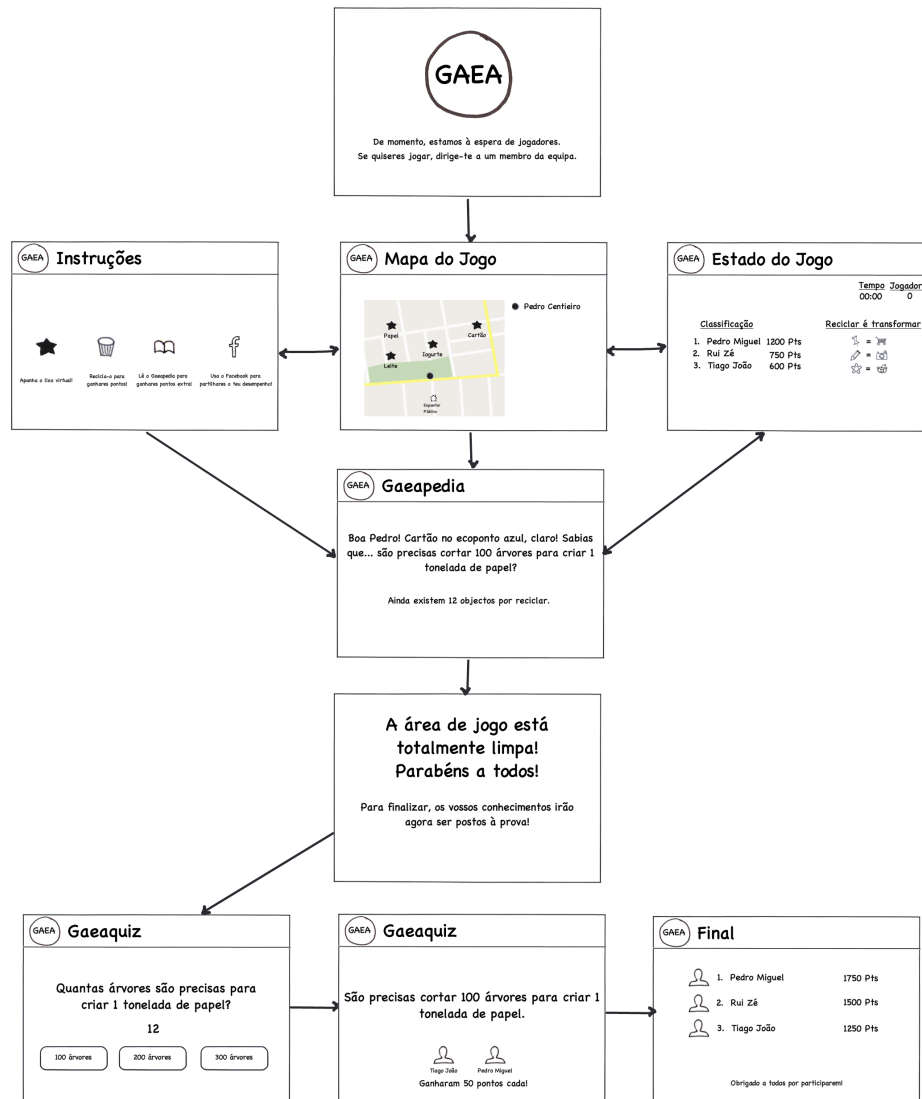 GAEA
De momento, estamos à espera de jogadores.
Se quiseres jogar, dirige-te a um membro da equipa.
GAEA Instruções
Apanha o lixo virtual!
Recicla-o para
ganhares pontos!
Lê o Gaeapedia para
ganhares pontos extra!
Usa o Facebook para
partilhares o teu desempenho!
GAEA Mapa do Jogo
Pedro Centieiro
Papel
Cartão
Iogurte
Leite
Expositor
Público
GAEA Estado do Jogo
Tempo Jogador
00:00 0
Classificação
1. Pedro Miguel 1200 Pts
2. Rui Zé 750 Pts
3. Tiago João 600 Pts
Reciclar é transformar
=
=
=
GAEA Gaeapedia
Boa Pedro! Cartão no ecoponto azul, claro! Sabias
que... são precisas cortar 100 árvores para criar 1
tonelada de papel?
Ainda existem 12 objectos por reciclar.
A área de jogo está
totalmente limpa!
Parabéns a todos!
Para finalizar, os vossos conhecimentos irão
agora ser postos à prova!
GAEA Gaeaquiz
Quantas árvores são precisas para
criar 1 tonelada de papel?
12
100 árvores 200 árvores 300 árvores
GAEA Gaeaquiz
São precisas cortar 100 árvores para criar 1
tonelada de papel.
Tiago João Pedro Miguel
Ganharam 50 pontos cada!
GAEA Final
1. Pedro Miguel 1750 Pts
2. Rui Zé 1500 Pts
3. Tiago João 1250 Pts
Obrigado a todos por participarem!